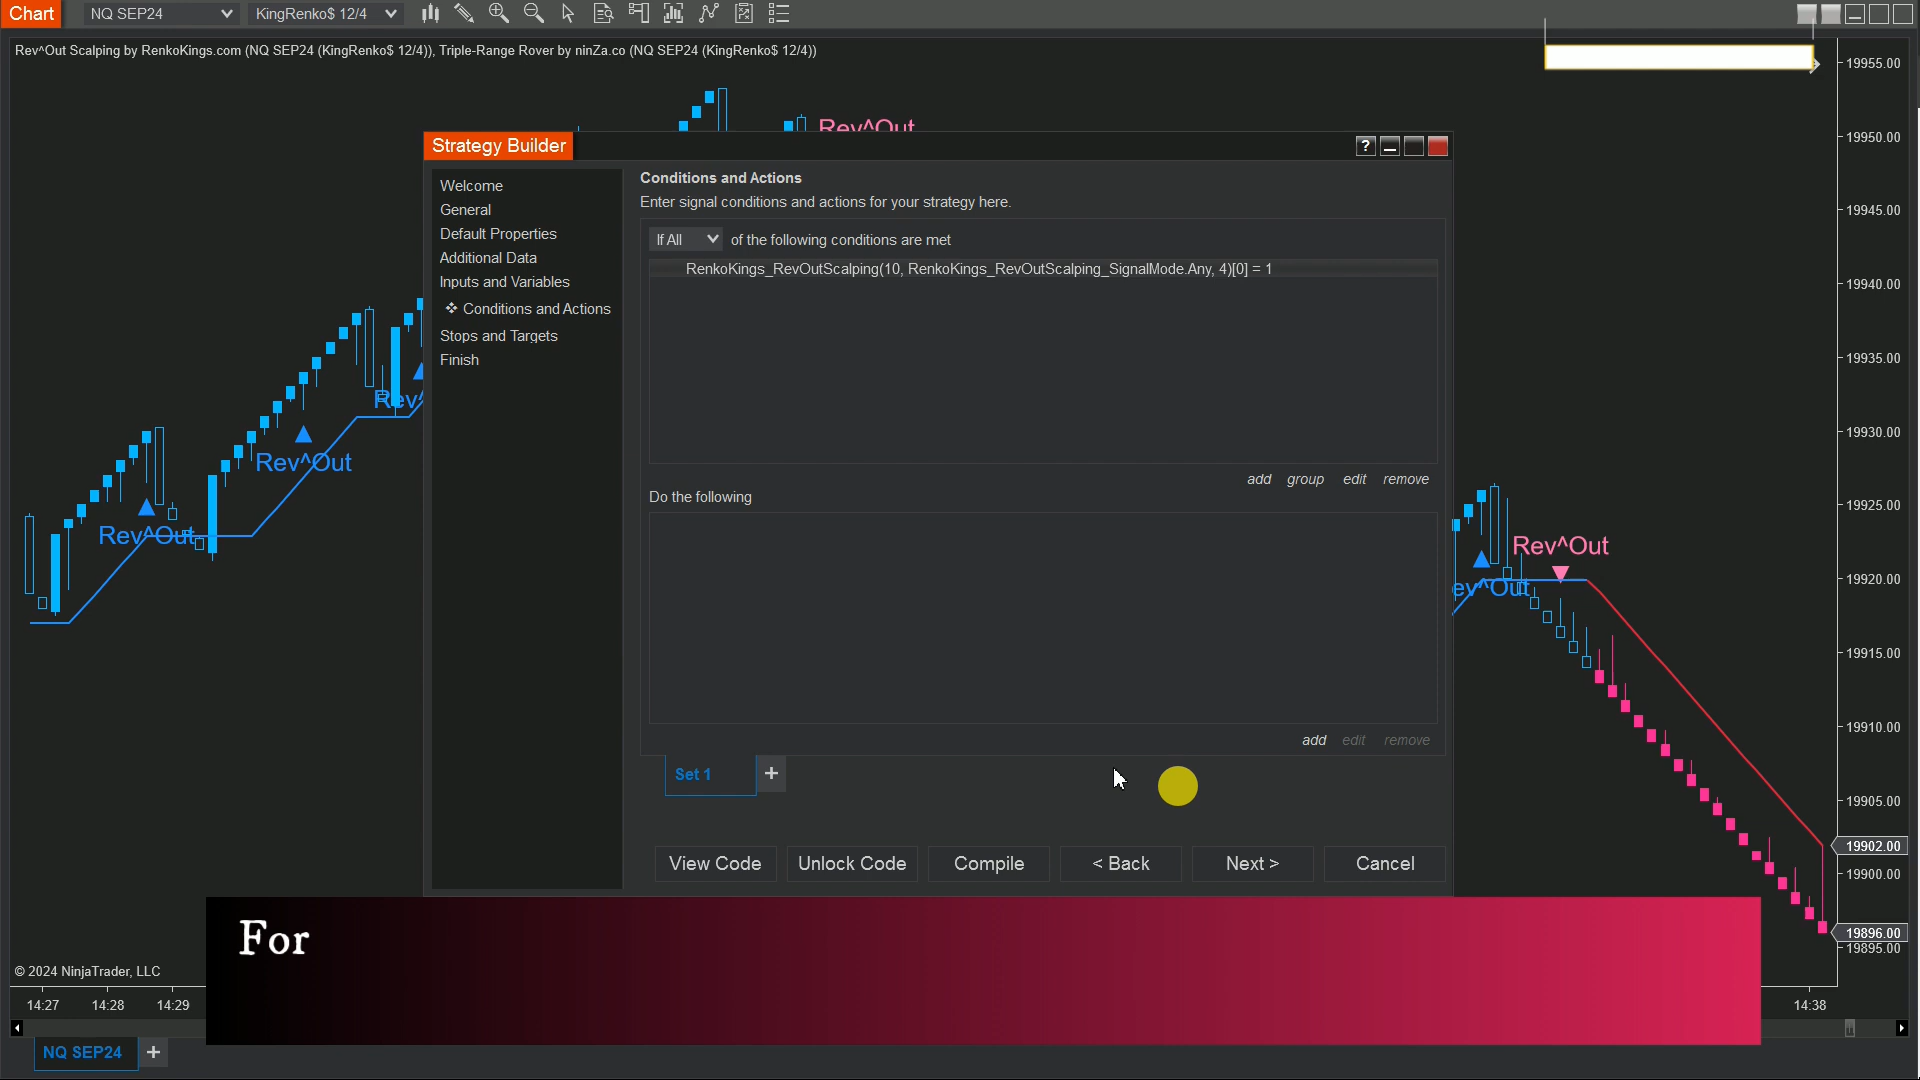 Chart
NQ SEP24
KingRenko$ 12/4
Rev^Out Scalping by RenkoKings.com (NQ SEP24 (KingRenko$ 12/4)), Triple-Range Rover by ninZa.co (NQ SEP24 (KingRenko$ 12/4))
19955.00
19950.00
19945.00
19940.00
19935.00
19930.00
19925.00
19920.00
19915.00
19910.00
19905.00
19902.00
19900.00
19896.00
19895.00
Rev^Out
Rev^
Rev^Out
Rev^Out
Rev^Out
ev^Out
Strategy Builder
?
Welcome
General
Default Properties
Additional Data
Inputs and Variables
Conditions and Actions
Stops and Targets
Finish
Conditions and Actions
Enter signal conditions and actions for your strategy here.
If All of the following conditions are met
RenkoKings_RevOutScalping(10, RenkoKings_RevOutScalping_SignalMode.Any, 4)[0] = 1
add group edit remove
Do the following
add edit remove
Set 1 +
View Code Unlock Code Compile < Back Next > Cancel
For
© 2024 NinjaTrader, LLC
14:27 14:28 14:29 14:38
NQ SEP24 +